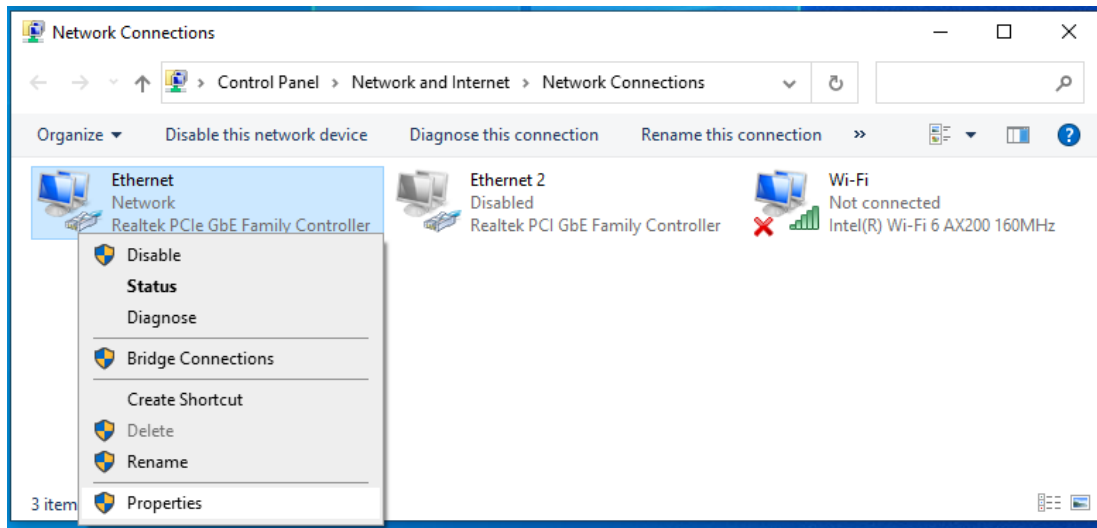 Network Connections
Control Panel > Network and Internet > Network Connections
Organize Disable this network device Diagnose this connection Rename this connection »
Ethernet
Network
Realtek PCIe GbE Family Controller
Ethernet 2
Disabled
Realtek PCI GbE Family Controller
Wi-Fi
Not connected
Intel(R) Wi-Fi 6 AX200 160MHz
Disable
Status
Diagnose
Bridge Connections
Create Shortcut
Delete
Rename
Properties
3 item